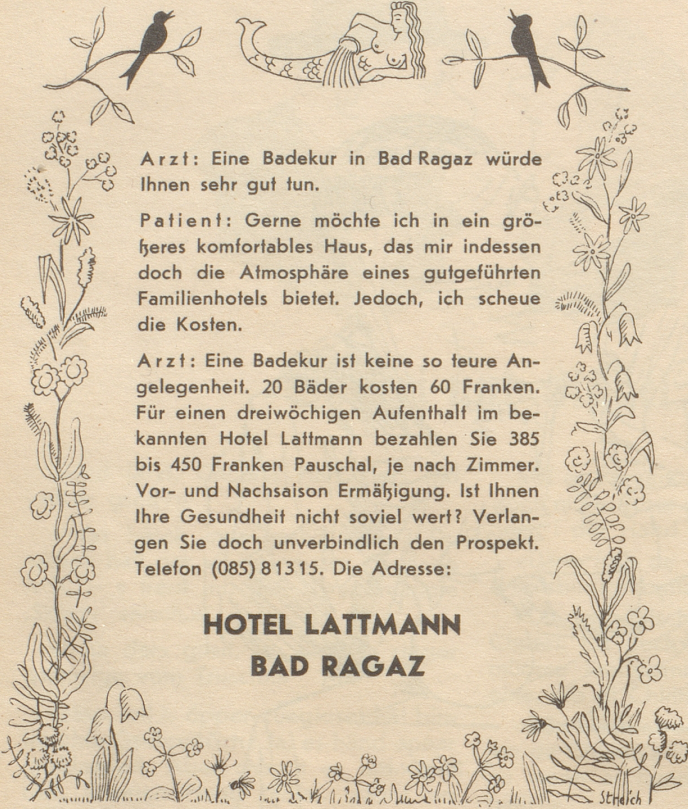 Arzt: Eine Badekur in Bad Ragaz würde
Ihnen sehr gut tun.
Patient: Gerne möchte ich in ein grö-
ßeres komfortables Haus, das mir indessen
doch die Atmosphäre eines gutgeführten
Familienhotels bietet. Jedoch, ich scheue
die Kosten.
Arzt: Eine Badekur ist keine so teure An-
gelegenheit. 20 Bäder kosten 60 Franken.
Für einen dreiwöchigen Aufenthalt im be-
kannten Hotel Lattmann bezahlen Sie 385
bis 450 Franken Pauschal, je nach Zimmer.
Vor- und Nachsaison Ermäßigung. Ist Ihnen
Ihre Gesundheit nicht soviel wert? Verlan-
gen Sie doch unverbindlich den Prospekt.
Telefon (085) 8 13 15. Die Adresse:
HOTEL LATTMANN
BAD RAGAZ